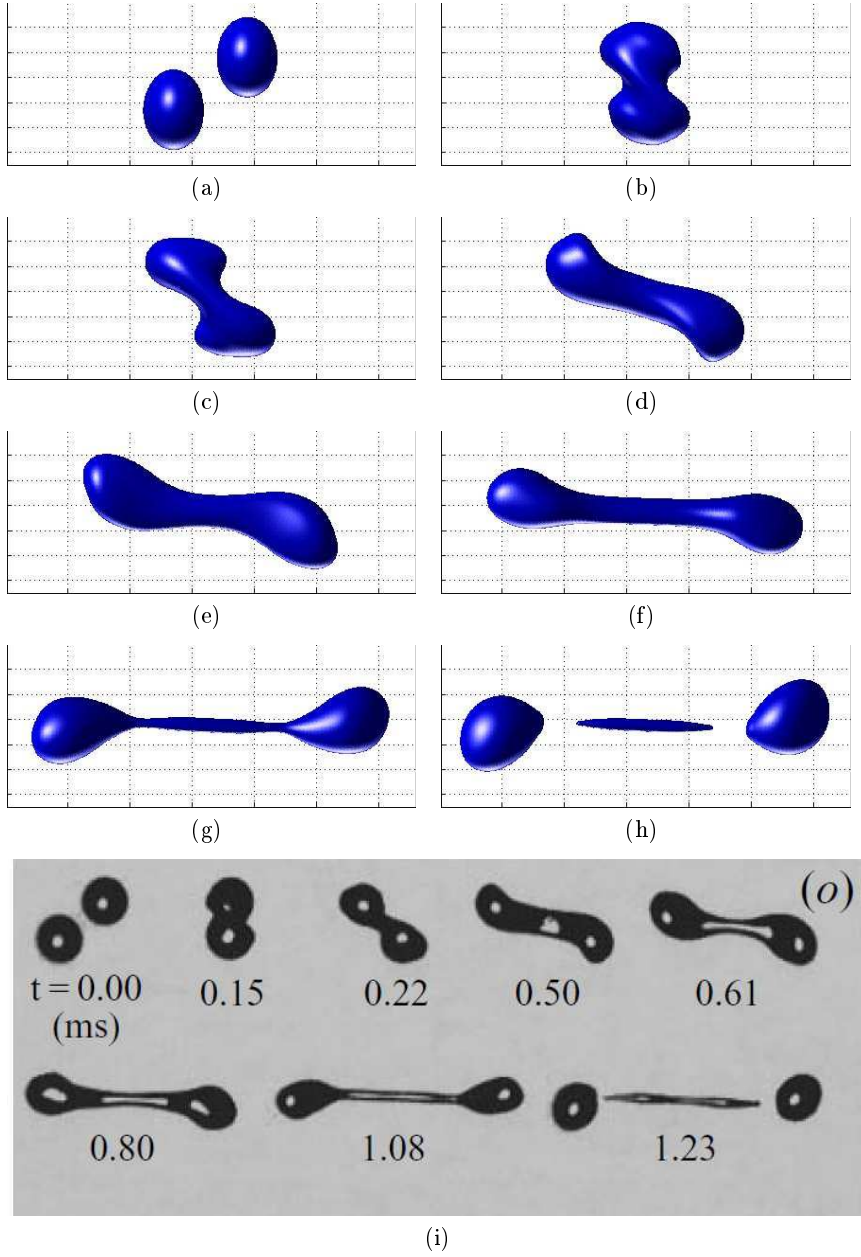 (a) (b)
(c) (d)
(e) (f)
(g) (h)
(o)
t = 0.00 0.15 0.22 0.50 0.61
(ms)
0.80 1.08 1.23
(i)